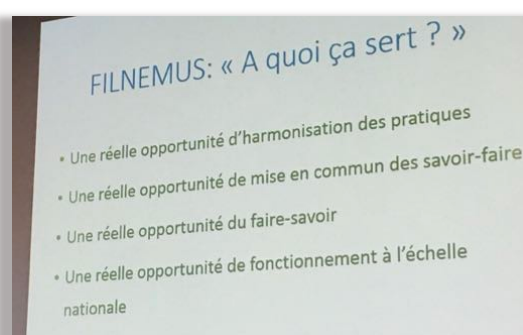 FILNEMUS: « A quoi ça sert ? »
• Une réelle opportunité d'harmonisation des pratiques
• Une réelle opportunité de mise en commun des savoir-faire
• Une réelle opportunité du faire-savoir
• Une réelle opportunité de fonctionnement à l'échelle
nationale